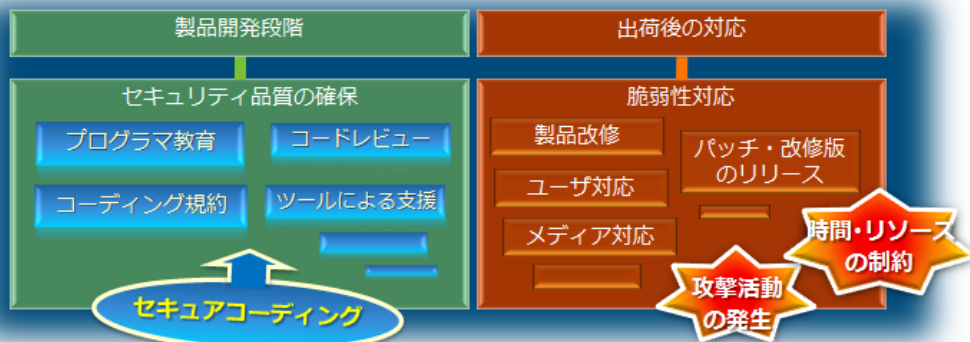 製品開発段階
セキュリティ品質の確保
プログラマ教育
コードレビュー
コーディング規約
ツールによる支援
セキュアコーディング
出荷後の対応
脆弱性対応
製品改修
パッチ・改修版
のリリース
ユーザ対応
メディア対応
時間・リソース
の制約
攻撃活動
の発生